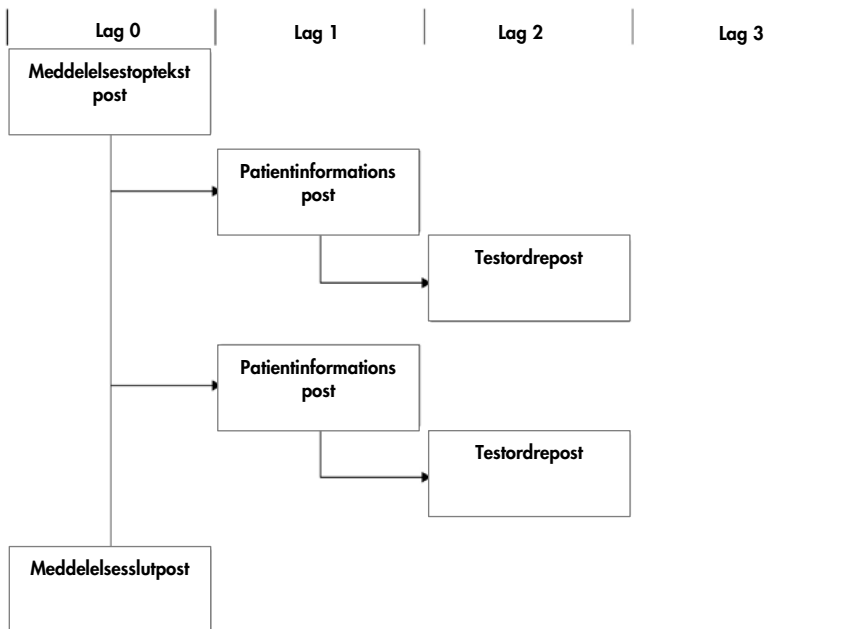 Lag 0
Lag 1
Lag 2
Lag 3
Meddelelsestoptekst
post
Patientinformations
post
Testordrepost
Patientinformations
post
Testordrepost
Meddelelsesslutpost